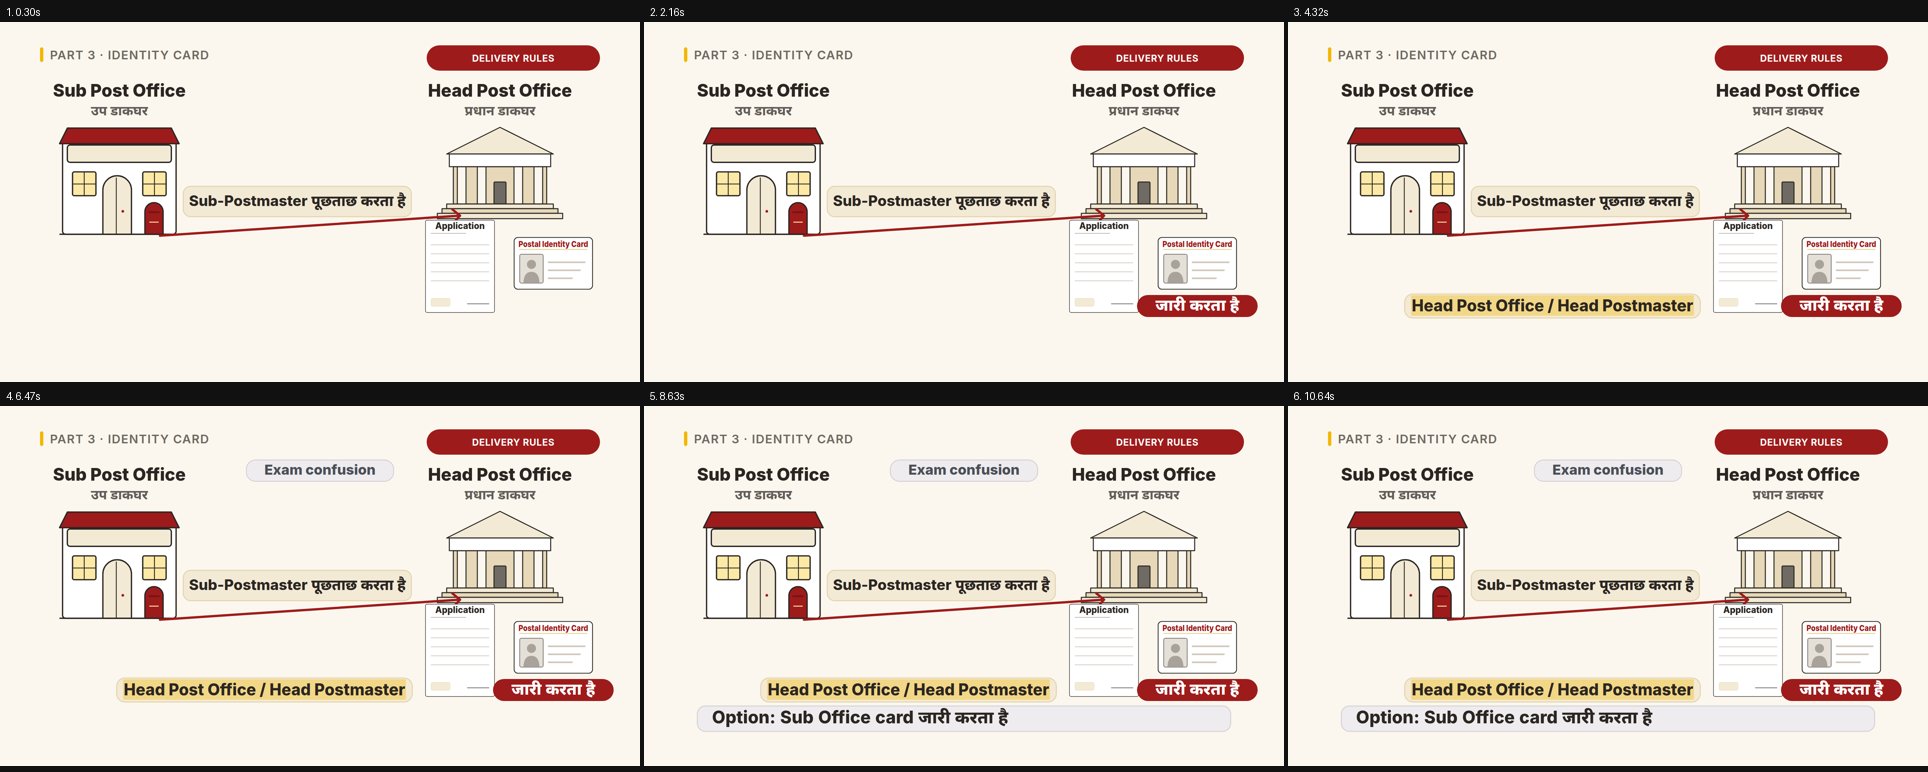 1. 0.30s
PART 3 · IDENTITY CARD
DELIVERY RULES
Sub Post Office
उप डाकघर
Head Post Office
प्रधान डाकघर
Sub-Postmaster पूछताछ करता है
Application
Postal Identity Card
2. 2.16s
PART 3 · IDENTITY CARD
DELIVERY RULES
Sub Post Office
उप डाकघर
Head Post Office
प्रधान डाकघर
Sub-Postmaster पूछताछ करता है
Application
Postal Identity Card
जारी करता है
3. 4.32s
PART 3 · IDENTITY CARD
DELIVERY RULES
Sub Post Office
उप डाकघर
Head Post Office
प्रधान डाकघर
Sub-Postmaster पूछताछ करता है
Application
Postal Identity Card
Head Post Office / Head Postmaster
जारी करता है
4. 6.47s
PART 3 · IDENTITY CARD
DELIVERY RULES
Exam confusion
Sub Post Office
उप डाकघर
Head Post Office
प्रधान डाकघर
Sub-Postmaster पूछताछ करता है
Application
Postal Identity Card
Head Post Office / Head Postmaster
जारी करता है
5. 8.63s
PART 3 · IDENTITY CARD
DELIVERY RULES
Exam confusion
Sub Post Office
उप डाकघर
Head Post Office
प्रधान डाकघर
Sub-Postmaster पूछताछ करता है
Application
Postal Identity Card
Head Post Office / Head Postmaster
जारी करता है
Option: Sub Office card जारी करता है
6. 10.64s
PART 3 · IDENTITY CARD
DELIVERY RULES
Exam confusion
Sub Post Office
उप डाकघर
Head Post Office
प्रधान डाकघर
Sub-Postmaster पूछताछ करता है
Application
Postal Identity Card
Head Post Office / Head Postmaster
जारी करता है
Option: Sub Office card जारी करता है